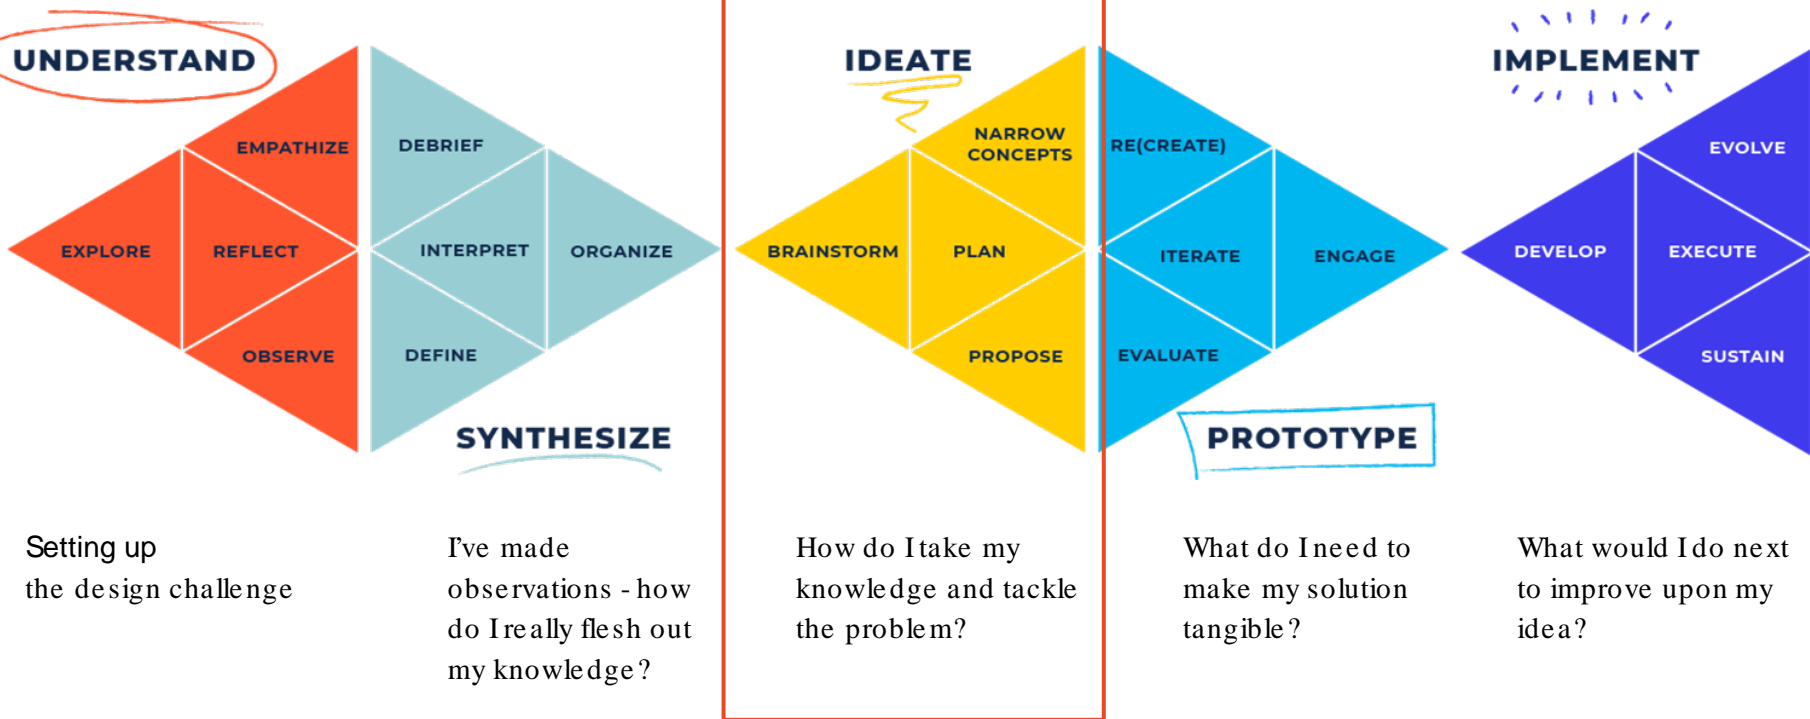 UNDERSTAND
EMPATHIZE
EXPLORE
REFLECT
OBSERVE
DEBRIEF
INTERPRET
ORGANIZE
DEFINE
SYNTHESIZE
IDEATE
NARROW
CONCEPTS
BRAINSTORM
PLAN
PROPOSE
RE(CREATE)
ITERATE
ENGAGE
EVALUATE
PROTOTYPE
IMPLEMENT
EVOLVE
DEVELOP
EXECUTE
SUSTAIN
Setting up
the design challenge
I've made
observations - how
do I really flesh out
my knowledge?
How do I take my
knowledge and tackle
the problem?
What do I need to
make my solution
tangible?
What would I do next
to improve upon my
idea?